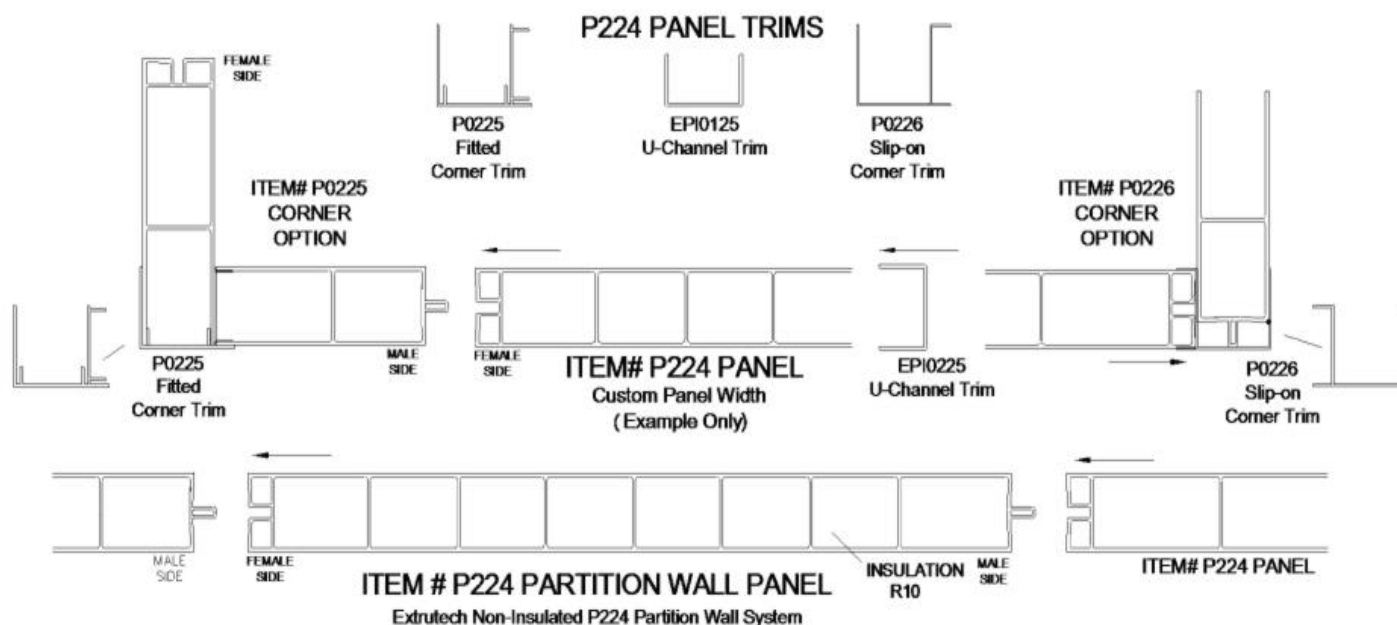 P224 PANEL TRIMS
FEMALE
SIDE
P0225
Fitted
Corner Trim
EPI0125
U-Channel Trim
P0226
Slip-on
Corner Trim
ITEM# P0225
CORNER
OPTION
ITEM# P0226
CORNER
OPTION
P0225
Fitted
Corner Trim
MALE
SIDE
FEMALE
SIDE
ITEM# P224 PANEL
Custom Panel Width
( Example Only)
EPI0225
U-Channel Trim
P0226
Slip-on
Corner Trim
MALE
SIDE
FEMALE
SIDE
ITEM # P224 PARTITION WALL PANEL
Extrutech Non-Insulated P224 Partition Wall System
INSULATION
R10
MALE
SIDE
ITEM# P224 PANEL